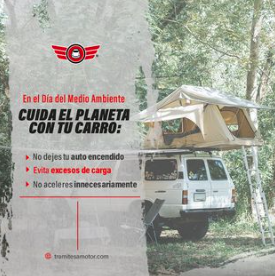 En el Día del Medio Ambiente
CUIDA EL PLANETA
CON TU CARRO:
No dejes tu auto encendido
Evita excesos de carga
No aceleres innecesariamente
tramitesamotor.com